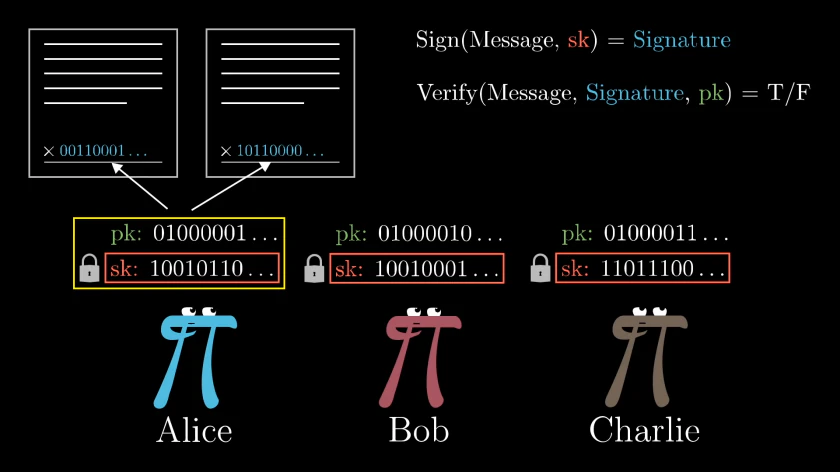 Sign(Message, sk) = Signature
Verify(Message, Signature, pk) = T/F
× 00110001...
× 10110000...
pk: 01000001...
sk: 10010110...
pk: 01000010...
sk: 10010001...
pk: 01000011...
sk: 11011100...
Alice
Bob
Charlie